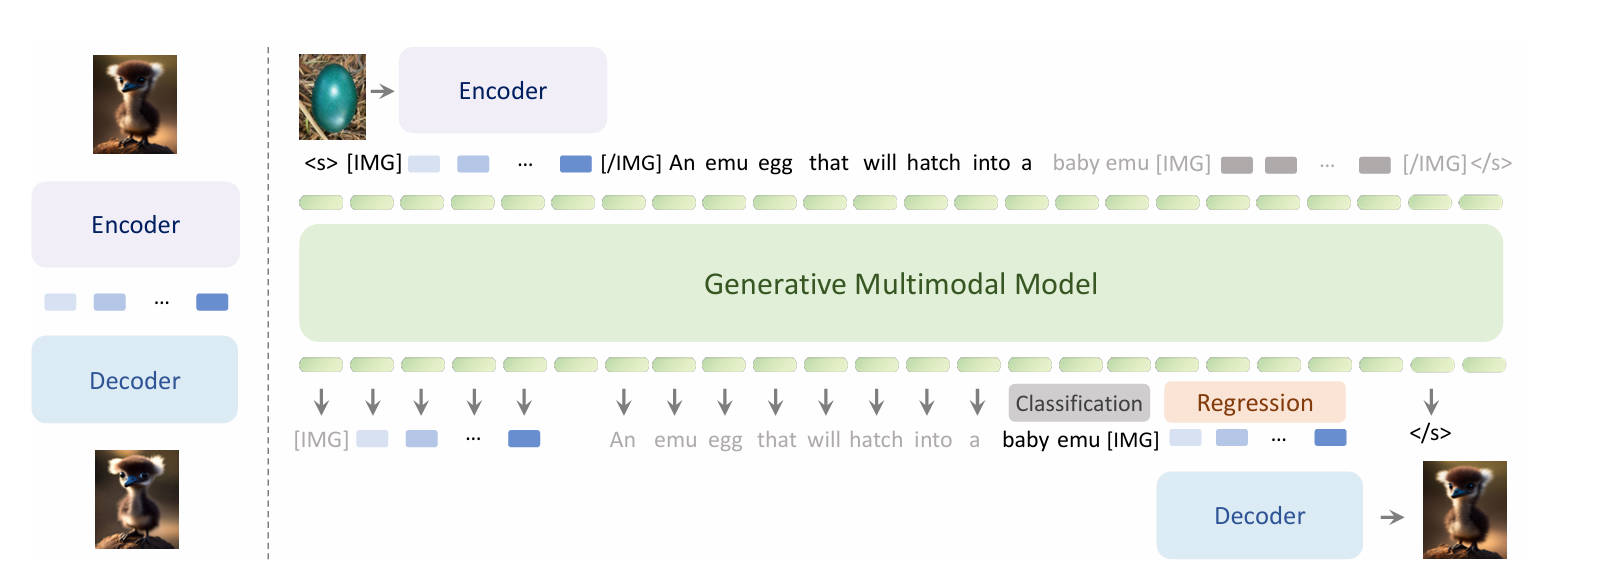 Encoder
Decoder
Encoder
<s> [IMG] ... [/IMG] An emu egg that will hatch into a baby emu [IMG] ... [/IMG] </s>
Generative Multimodal Model
Classification Regression
[IMG] ... An emu egg that will hatch into a baby emu [IMG] ... </s>
Decoder